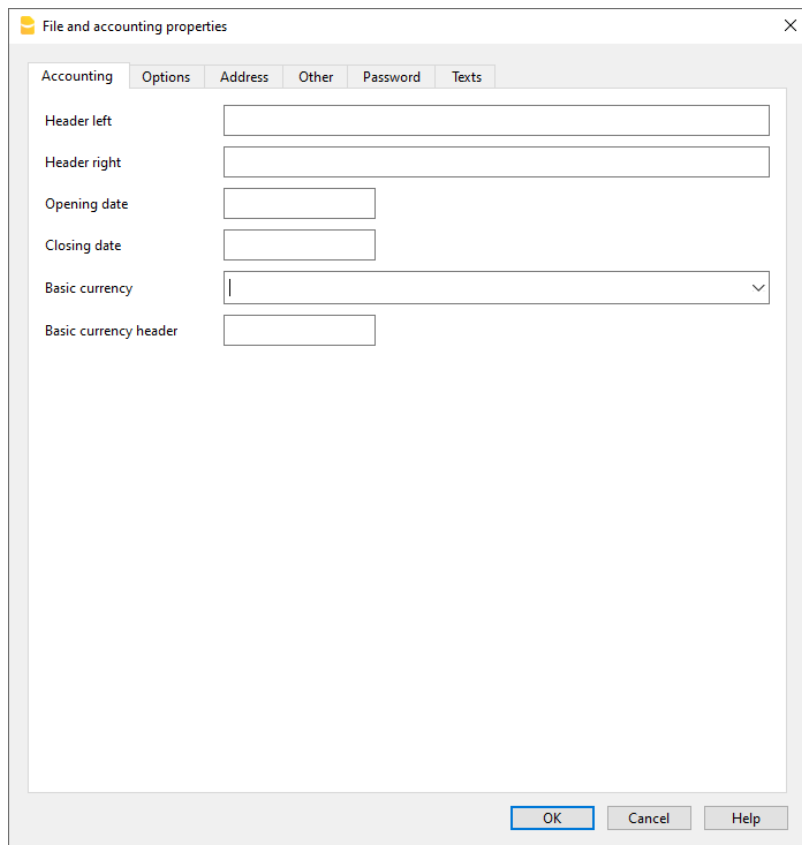 File and accounting properties
Accounting Options Address Other Password Texts
Header left
Header right
Opening date
Closing date
Basic currency
Basic currency header
OK Cancel Help